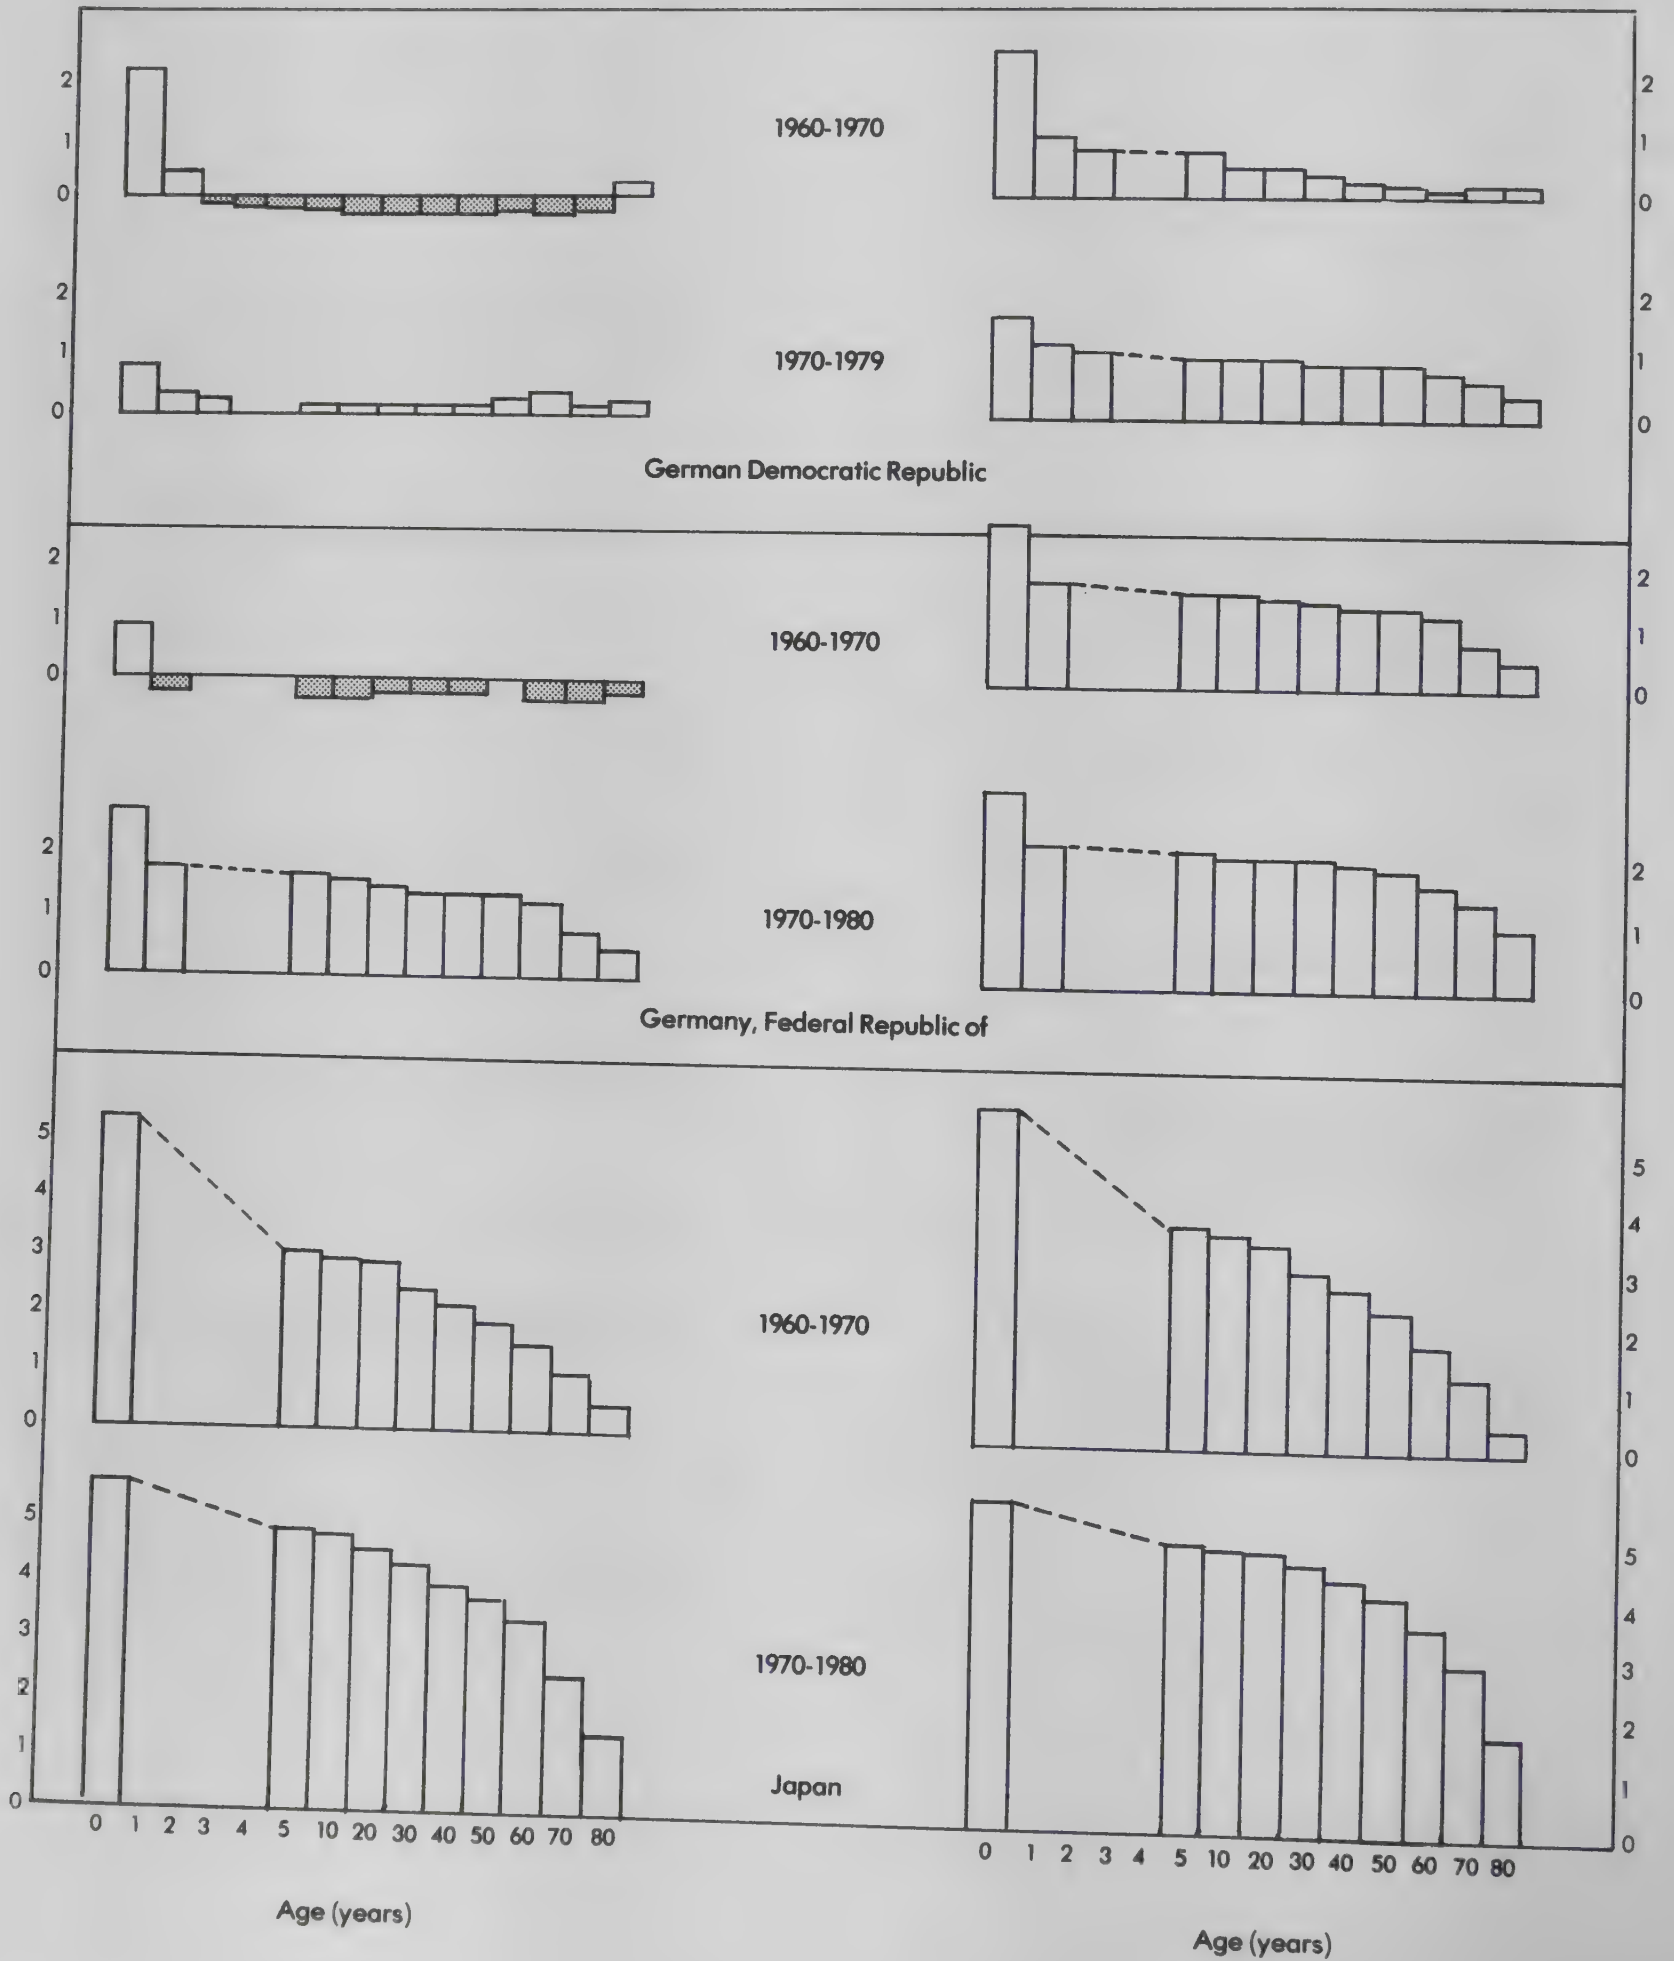 2 2
1 1960-1970 1
0 0
2 2
1 1970-1979 1
0 0
German Democratic Republic
2 2
1 1960-1970 1
0 0
2 2
1 1970-1980 1
0 0
Germany, Federal Republic of
5 5
4 4
3 3
2 1960-1970 2
1 1
0 0
5 5
4 4
3 3
2 1970-1980 2
1 1
Japan
0 0
0 1 2 3 4 5 10 20 30 40 50 60 70 80 0 1 2 3 4 5 10 20 30 40 50 60 70 80
Age (years) Age (years)